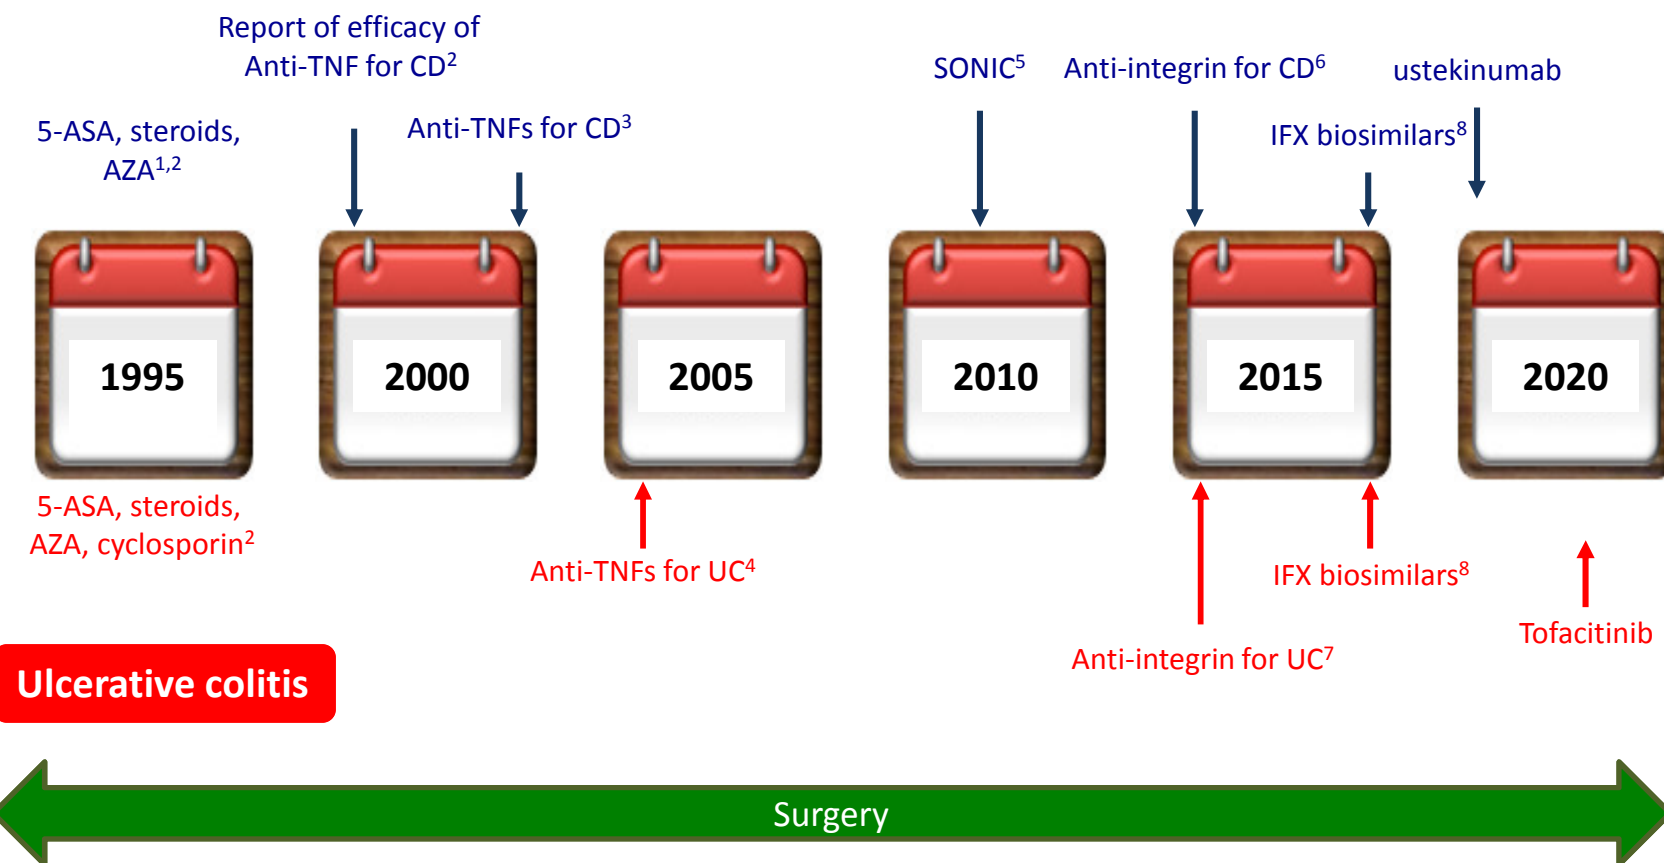 Report of efficacy of
Anti-TNF for CD²
SONIC⁵
Anti-integrin for CD⁶
ustekinumab
5-ASA, steroids,
AZA¹,²
Anti-TNFs for CD³
IFX biosimilars⁸
1995
2000
2005
2010
2015
2020
5-ASA, steroids,
AZA, cyclosporin²
Anti-TNFs for UC⁴
IFX biosimilars⁸
Tofacitinib
Anti-integrin for UC⁷
Ulcerative colitis
Surgery